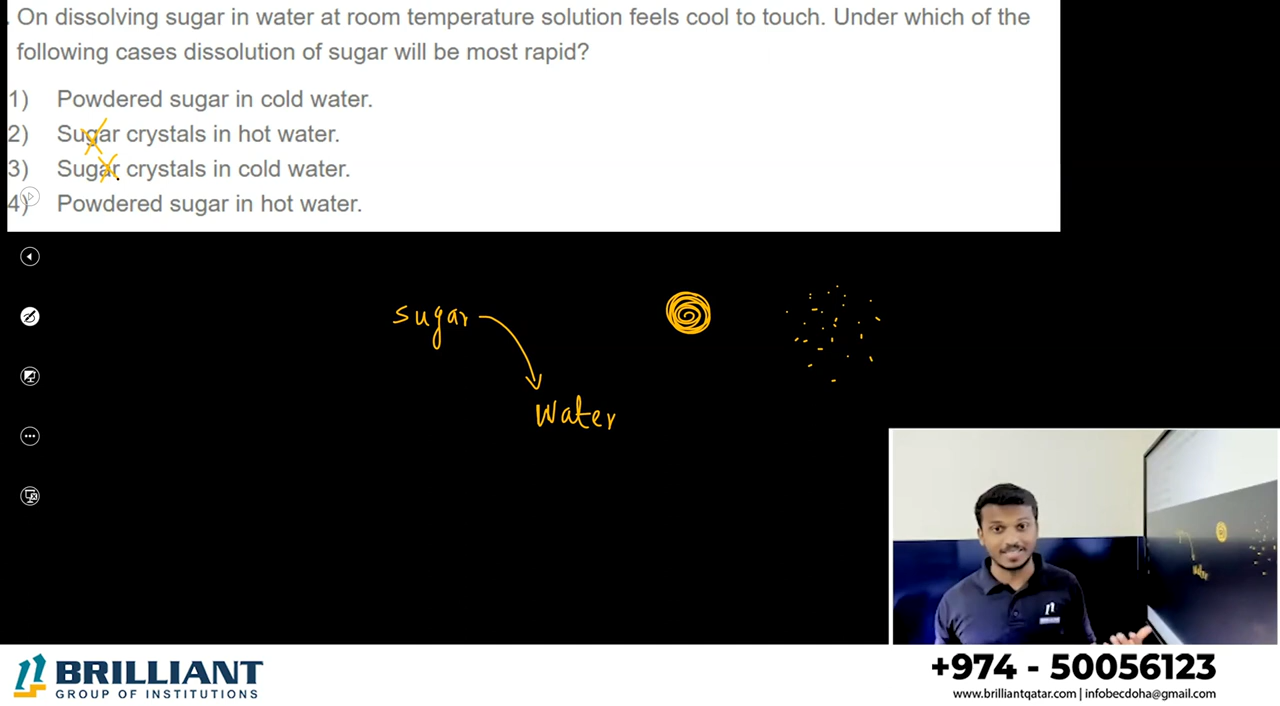 . On dissolving sugar in water at room temperature solution feels cool to touch. Under which of the
following cases dissolution of sugar will be most rapid?
1) Powdered sugar in cold water.
2) Sugar crystals in hot water.
3) Sugar crystals in cold water.
4) Powdered sugar in hot water.
Sugar
Water
Water
BRILLIANT
GROUP OF INSTITUTIONS
+974 - 50056123
www.brilliantqatar.com | infobecdoha@gmail.com